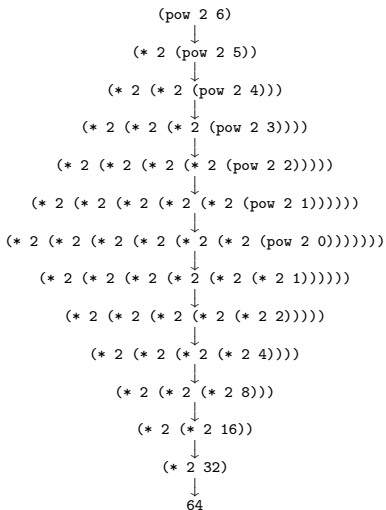 (pow 2 6)
(* 2 (pow 2 5))
(* 2 (* 2 (pow 2 4)))
(* 2 (* 2 (* 2 (pow 2 3))))
(* 2 (* 2 (* 2 (* 2 (pow 2 2)))))
(* 2 (* 2 (* 2 (* 2 (* 2 (pow 2 1))))))
(* 2 (* 2 (* 2 (* 2 (* 2 (* 2 (pow 2 0)))))))
(* 2 (* 2 (* 2 (* 2 (* 2 (* 2 1))))))
(* 2 (* 2 (* 2 (* 2 (* 2 2)))))
(* 2 (* 2 (* 2 (* 2 4))))
(* 2 (* 2 (* 2 8)))
(* 2 (* 2 16))
(* 2 32)
64